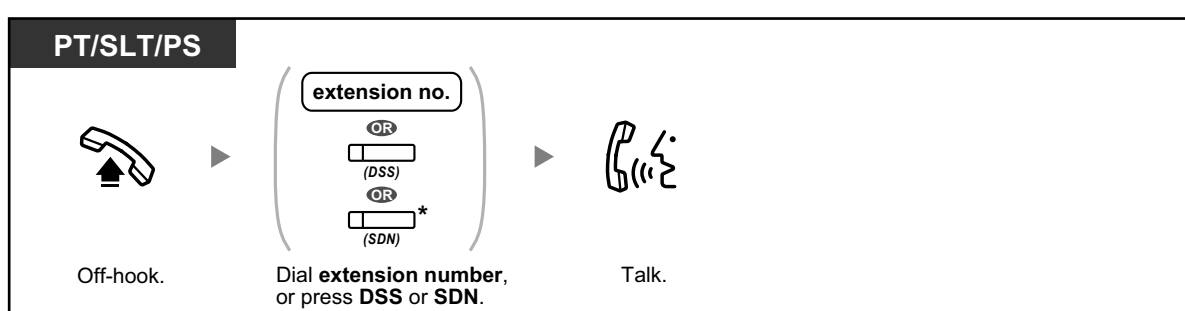 PT/SLT/PS
extension no.
OR
(DSS)
OR
*
(SDN)
Off-hook.
Dial extension number,
or press DSS or SDN.
Talk.